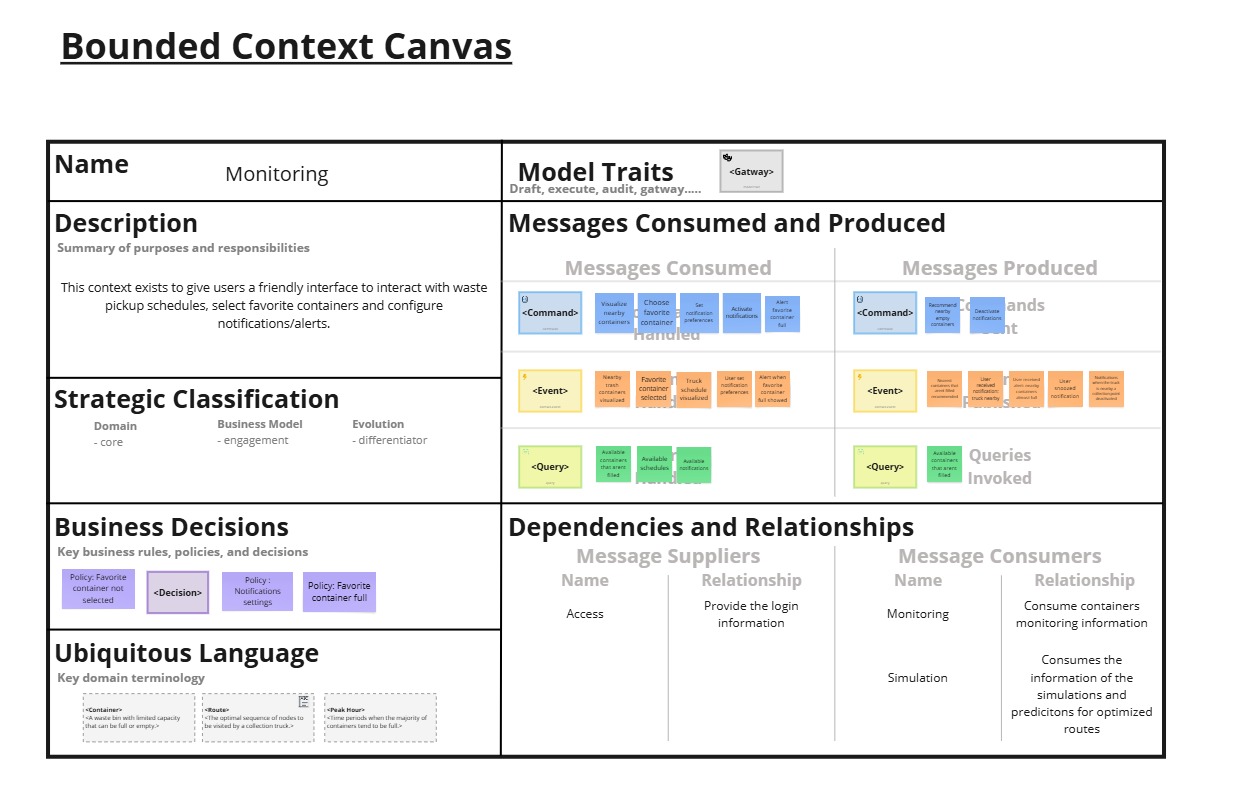 Bounded Context Canvas
Name
Monitoring
Model Traits
Draft, execute, audit, gatway.....
<Gatway>
Description
Summary of purposes and responsibilities
This context exists to give users a friendly interface to interact with waste
pickup schedules, select favorite containers and configure
notifications/alerts.
Strategic Classification
Domain
- core
Business Model
- engagement
Evolution
- differentiator
Business Decisions
Key business rules, policies, and decisions
Policy: Favorite
container not
selected
<Decision>
Policy :
Notifications
settings
Policy: Favorite
container full
Ubiquitous Language
Key domain terminology
<Container>
<A waste bin with limited capacity
that can be full or empty.>
<Route>
<The optimal sequence of nodes to
be visited by a collection truck.>
<Peak Hour>
<Time periods when the majority of
containers tend to be full.>
Messages Consumed and Produced
Messages Consumed
Messages Produced
<Command>
Visualize
nearby
containers
Choose
favorite
container
Set
notification
preferences
Activate
notifications
Alert
favorite
container
full
Handled
<Command>
Recommend
nearby
empty
containers
Deactivate
notifications
<Event>
Nearby
trash
containers
visualized
Favorite
container
selected
Truck
schedule
visualized
User set
notification
preferences
Alert when
favorite
container
full showed
<Event>
User
received
notification:
truck nearby
User received
alert: nearby
containers
almost full
User
snoozed
notification
<Query>
Available
containers
that arent
filled
Available
schedules
Available
notifications
<Query>
Available
containers
that arens
filled
Queries
Invoked
Dependencies and Relationships
Message Suppliers
Message Consumers
Name
Relationship
Name
Relationship
Access
Provide the login
information
Monitoring
Consume containers
monitoring information
Simulation
Consumes the
information of the
simulations and
predicitons for optimized
routes